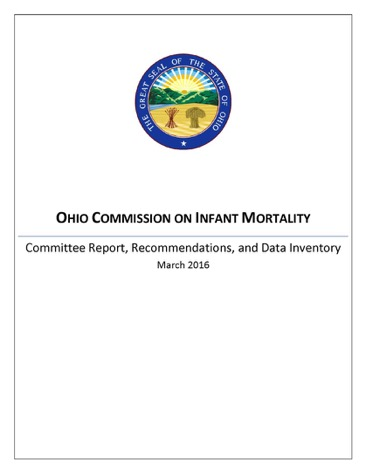 THE GREAT SEAL OF THE STATE OF OHIO
OHIO COMMISSION ON INFANT MORTALITY
Committee Report, Recommendations, and Data Inventory
March 2016